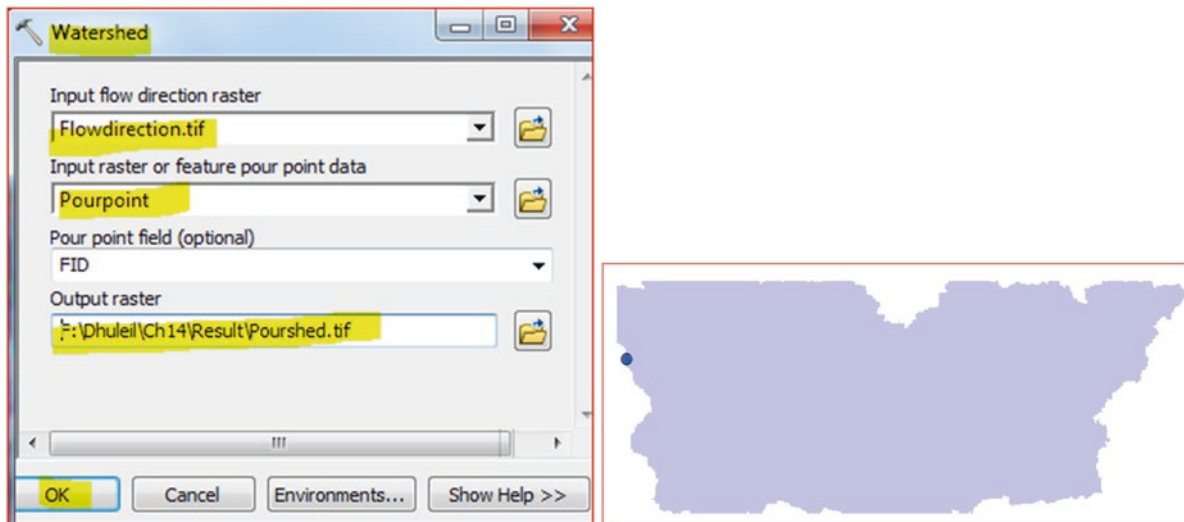 Watershed
Input flow direction raster
Flowdirection.tif
Input raster or feature pour point data
Pourpoint
Pour point field (optional)
FID
Output raster
F:\Dhuleil\Ch14\Result\Pourshed.tif
OK
Cancel
Environments...
Show Help >>